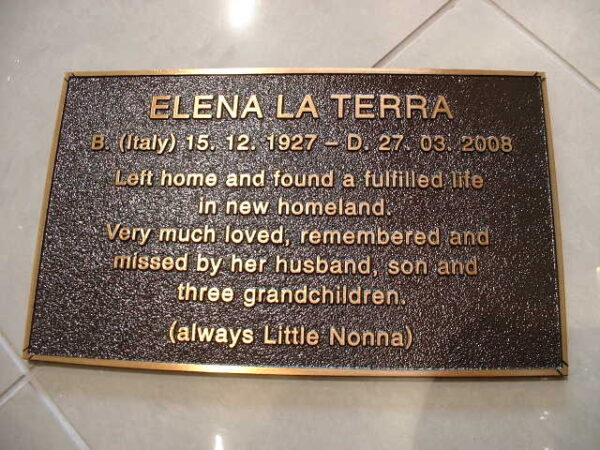 ELENA LA TERRA
B. (Italy) 15. 12. 1927 – D. 27. 03. 2008
Left home and found a fulfilled life
in new homeland.
Very much loved, remembered and
missed by her husband, son and
three grandchildren.
(always Little Nonna)